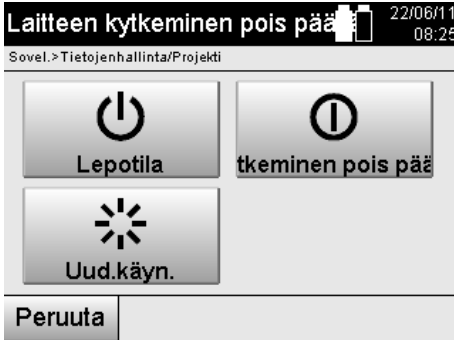 Laitteen kytkeminen pois pää
22/06/11
08:25
Sovel.>Tietojenhallinta/Projekti
Lepotila
tkeminen pois pää
Uud.käyn.
Peruuta